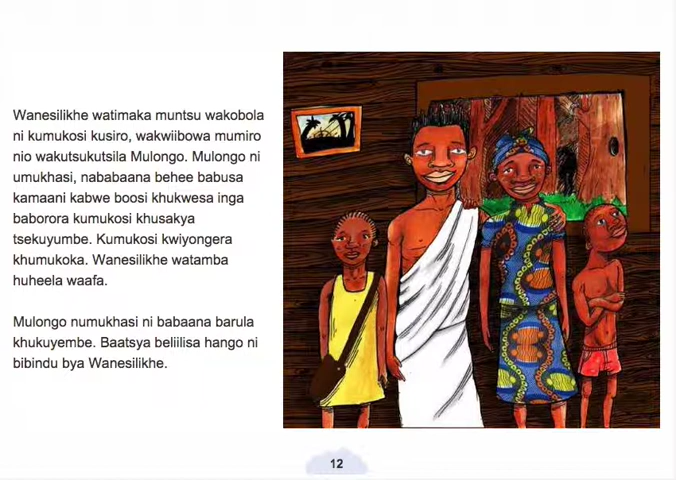 Wanesilikhe watimaka muntsu wakobola
ni kumukosi kusiro, wakwiibowa mumiro
nio wakutsukutsila Mulongo. Mulongo ni
umukhasi, nababaana behee babusa
kamaani kabwe boosi khukwesa inga
baborora kumukosi khusakya
tsekuyumbe. Kumukosi kwiyongera
khumukoka. Wanesilikhe watamba
huheela waafa.
Mulongo numukhasi ni babaana barula
khukuyembe. Baatsya beliilisa hango ni
bibindu bya Wanesilikhe.
12